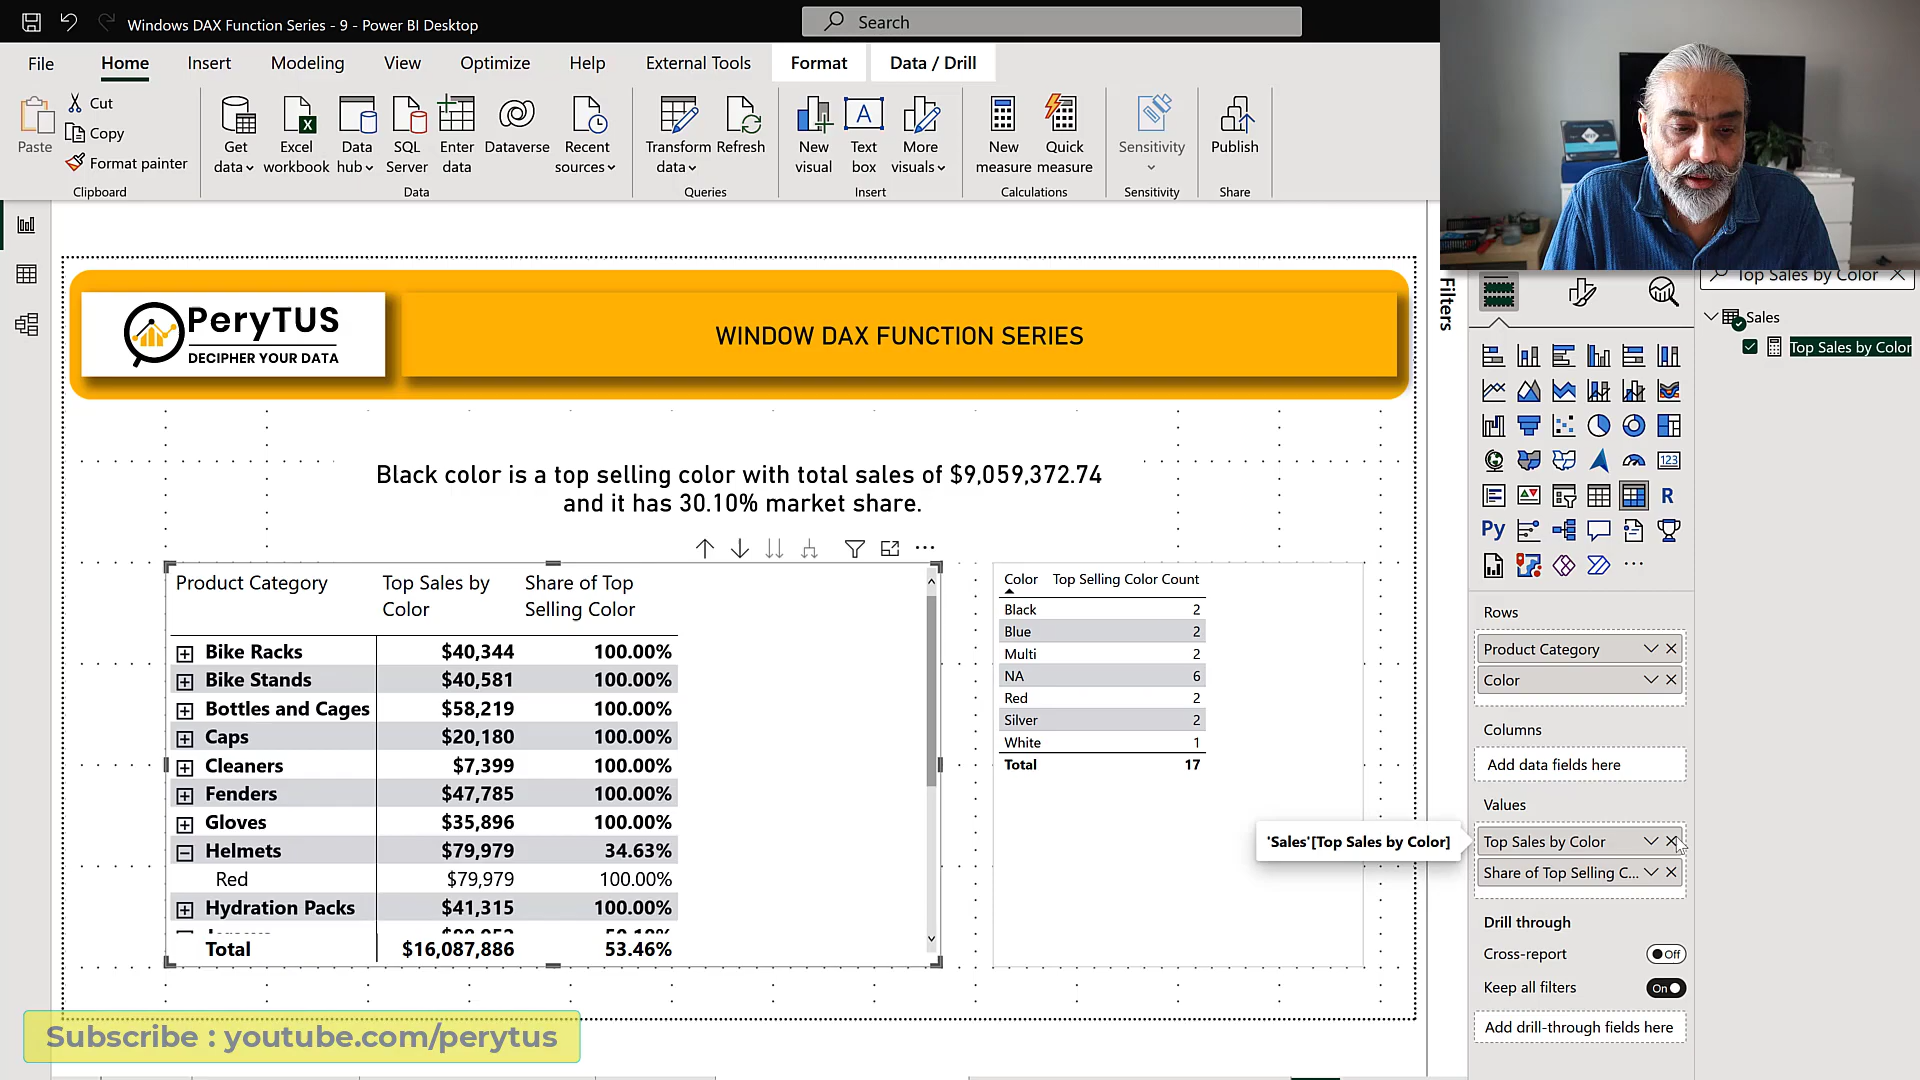 Windows DAX Function Series - 9 - Power BI Desktop
Search
File Home Insert Modeling View Optimize Help External Tools Format Data / Drill
Paste
Cut
Copy
Format painter
Clipboard
Get data
Excel workbook
Data hub
SQL Server
Enter data
Dataverse
Recent sources
Data
Transform data
Refresh
Queries
New visual
Text box
More visuals
Insert
New measure
Quick measure
Calculations
Sensitivity
Sensitivity
Publish
Share
PeryTUS
DECIPHER YOUR DATA
WINDOW DAX FUNCTION SERIES
Black color is a top selling color with total sales of $9,059,372.74
and it has 30.10% market share.
Product Category Top Sales by Color Share of Top Selling Color
Bike Racks $40,344 100.00%
Bike Stands $40,581 100.00%
Bottles and Cages $58,219 100.00%
Caps $20,180 100.00%
Cleaners $7,399 100.00%
Fenders $47,785 100.00%
Gloves $35,896 100.00%
Helmets $79,979 34.63%
Red $79,979 100.00%
Hydration Packs $41,315 100.00%
Total $16,087,886 53.46%
Color Top Selling Color Count
Black 2
Blue 2
Multi 2
NA 6
Red 2
Silver 2
White 1
Total 17
'Sales'[Top Sales by Color]
Filters
Top Sales by Color
Sales
Top Sales by Color
123
R
Py
Rows
Product Category
Color
Columns
Add data fields here
Values
Top Sales by Color
Share of Top Selling C...
Drill through
Cross-report Off
Keep all filters On
Add drill-through fields here
Subscribe : youtube.com/perytus